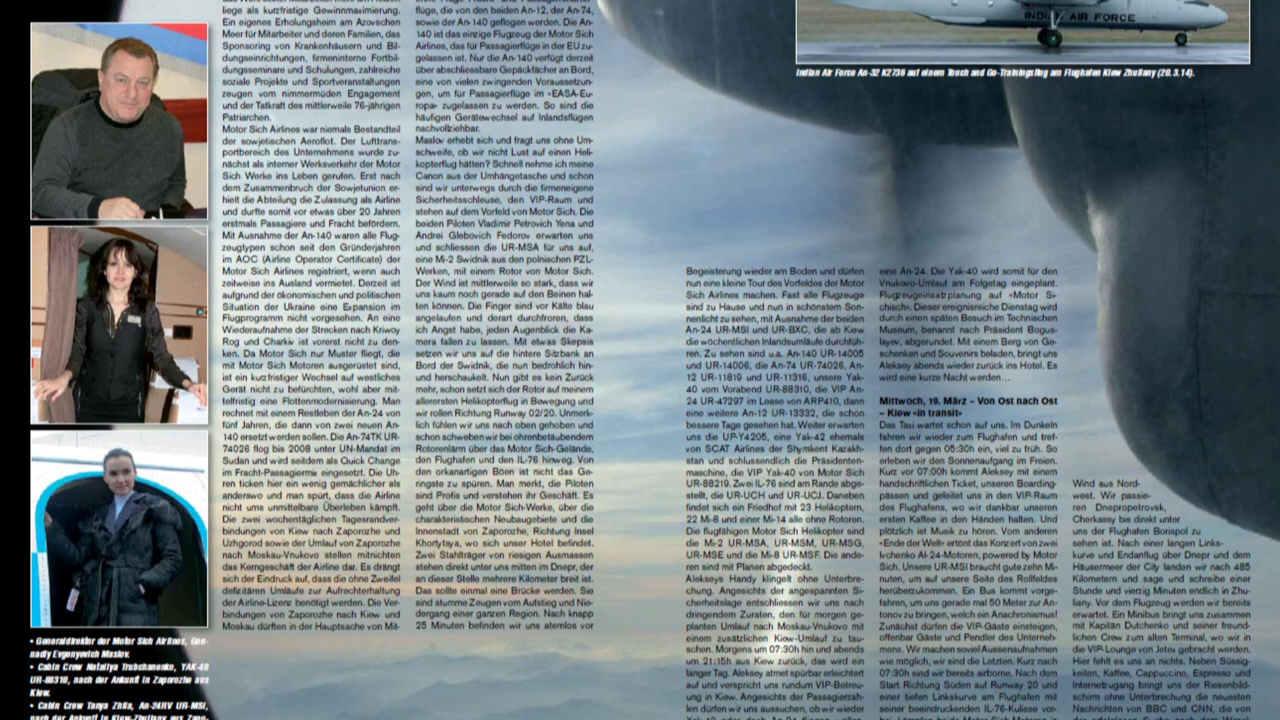 liege als kurzfristige Gewinnmaximierung.
Ein eigenes Erholungsheim am Azovschen
Meer für Mitarbeiter und deren Familien, das
Sponsoring von Krankenhäusern und Bil-
dungseinrichtungen, firmeninterne Fortbil-
dungsseminare und Schulungen, zahlreiche
soziale Projekte und Sportveranstaltungen
zeugen vom nimmermüden Engagement
und der Tatkraft des mittlerweile 76-jährigen
Patriarchen.
Motor Sich Airlines war niemals Bestandteil
der sowjetischen Aeroflot. Der Lufttrans-
portbereich des Unternehmens wurde zu-
nächst als interner Werksverkehr der Motor
Sich Werke ins Leben gerufen. Erst nach
dem Zusammenbruch der Sowjetunion er-
hielt die Abteilung die Zulassung als Airline
und durfte somit vor etwas über 20 Jahren
erstmals Passagiere und Fracht befördern.
Mit Ausnahme der An-140 waren alle Flug-
zeugtypen schon seit den Gründerjahren
im AOC (Airline Operator Certificate) der
Motor Sich Airlines registriert, wenn auch
zeitweise ins Ausland vermietet. Derzeit ist
aufgrund der ökonomischen und politischen
Situation der Ukraine eine Expansion im
Flugprogramm nicht vorgesehen. An eine
Wiederaufnahme der Strecken nach Kriwoy
Rog und Charkiv ist vorerst nicht zu den-
ken. Da Motor Sich nur Muster fliegt, die
mit Motor Sich Motoren ausgerüstet sind,
ist ein kurzfristiger Wechsel auf westliches
Gerät nicht zu befürchten, wohl aber mit-
telfristig eine Flottenmodernisierung. Man
rechnet mit einem Restleben der An-24 von
fünf Jahren, die dann von zwei neuen An-
140 ersetzt werden sollen. Die An-74TK UR-
74026 flog bis 2008 unter UN-Mandat im
Sudan und wird seitdem als Quick Change
im Fracht-Passagiermix eingesetzt. Die Uh-
ren ticken hier ein wenig gemächlicher als
anderswo und man spürt, dass die Airline
nicht ums unmittelbare Überleben kämpft.
Die zwei wochentäglichen Tagesrandver-
bindungen von Kiew nach Zaporozhe und
Uzhgorod sowie der Umlauf von Zaporozhe
nach Moskau-Vnukovo stellen mitnichten
das Kerngeschäft der Airline dar. Es drängt
sich der Eindruck auf, dass die ohne Zweifel
defizitären Umläufe zur Aufrechterhaltung
der Airline-Lizenz benötigt werden. Die Ver-
bindungen von Zaporozhe nach Kiew und
Moskau dürften in der Hauptsache von Mit-
flüge, die von den beiden An-12, der An-74,
sowie der An-140 geflogen werden. Die An-
140 ist das einzige Flugzeug der Motor Sich
Airlines, das für Passagierflüge in der EU zu-
gelassen ist. Nur die An-140 verfügt derzeit
über abschliessbare Gepäckfächer an Bord,
eine von vielen zwingenden Voraussetzun-
gen, um für Passagierflüge im «EASA-Eu-
ropa» zugelassen zu werden. So sind die
häufigen Gerätewechsel auf Inlandsflügen
nachvollziehbar.
Maslov erhebt sich und fragt uns ohne Um-
schweife, ob wir nicht Lust auf einen Heli-
kopterflug hätten? Schnell nehme ich meine
Canon aus der Umhängetasche und schon
sind wir unterwegs durch die firmeneigene
Sicherheitsschleuse, den VIP-Raum und
stehen auf dem Vorfeld von Motor Sich. Die
beiden Piloten Vladimir Petrovich Yena und
Andrei Glebovich Fedorov erwarten uns
und schliessen die UR-MSA für uns auf,
eine Mi-2 Swidnik aus den polnischen PZL-
Werken, mit einem Rotor von Motor Sich.
Der Wind ist mittlerweile so stark, dass wir
uns kaum noch gerade auf den Beinen hal-
ten können. Die Finger sind vor Kälte blau
angelaufen und derart durchfroren, dass
ich Angst habe, jeden Augenblick die Ka-
mera fallen zu lassen. Mit etwas Skepsis
setzen wir uns auf die hintere Sitzbank an
Bord der Swidnik, die nun bedrohlich hin-
und herschaukelt. Nun gibt es kein Zurück
mehr, schon setzt sich der Rotor auf meinem
allerersten Helikopterflug in Bewegung und
wir rollen Richtung Runway 02/20. Unmerk-
lich fühlen wir uns nach oben gehoben und
schon schweben wir bei ohrenbetäubendem
Rotorenlärm über das Motor Sich-Gelände,
den Flughafen und den IL-76 hinweg. Von
den orkanartigen Böen ist nicht das Ge-
ringste zu spüren. Man merkt, die Piloten
sind Profis und verstehen ihr Geschäft. Es
geht über die Motor Sich-Werke, über die
charakteristischen Neubaugebiete und die
Innenstadt von Zaporozhe, Richtung Insel
Khortytsya, wo sich unser Hotel befindet.
Zwei Stahlträger von riesigen Ausmassen
stehen direkt unter uns mitten im Dnepr, der
an dieser Stelle mehrere Kilometer breit ist.
Das sollte einmal eine Brücke werden. Sie
sind stumme Zeugen vom Aufstieg und Nie-
dergang einer ganzen Region. Nach knapp
25 Minuten befinden wir uns atemlos vor
INDIAN AIR FORCE
Indian Air Force An-32 K2736 auf einem Touch and Go-Trainingsflug am Flughafen Kiew Zhuliany (20.3.14).
Begeisterung wieder am Boden und dürfen
nun eine kleine Tour des Vorfeldes der Motor
Sich Airlines machen. Fast alle Flugzeuge
sind zu Hause und nun in schönstem Son-
nenlicht zu sehen, mit Ausnahme der beiden
An-24 UR-MSI und UR-BXC, die ab Kiew
die wochentlichen Inlandsumläufe durchfüh-
ren. Zu sehen sind u.a. An-140 UR-14005
und UR-14006, die An-74 UR-74026, An-
12 UR-11819 und UR-11316, unsere Yak-
40 vom Vorabend UR-88310, die VIP An-
24 UR-47297 im Lease von ARP410, dann
eine weitere An-12 UR-13332, die schon
bessere Tage gesehen hat. Weiter erwarten
uns die UP-Y4205, eine Yak-42 ehemals
von SCAT Airlines der Shymkent Kazakh-
stan und schlussendlich die Präsidenten-
maschine, die VIP Yak-40 von Motor Sich
UR-88219. Zwei IL-76 sind am Rande abge-
stellt, die UR-UCH und UR-UCJ. Daneben
findet sich ein Friedhof mit 23 Helikoptern,
22 Mi-8 und einer Mi-14 alle ohne Rotoren.
Die flugfähigen Motor Sich Helikopter sind
die Mi-2 UR-MSA, UR-MSM, UR-MSQ,
UR-MSE und die Mi-8 UR-MSF. Die ande-
ren sind mit Planen abgedeckt.
Alekseys Handy klingelt ohne Unterbre-
chung. Angesichts der angespannten Si-
cherheitslage entschliessen wir uns nach
dringendem Zuraten, den für morgen ge-
planten Umlauf nach Moskau-Vnukovo mit
einem zusätzlichen Kiew-Umlauf zu tau-
schen. Morgens um 07:30h hin und abends
um 21:15h aus Kiew zurück, das wird ein
langer Tag. Aleksey atmet spürbar erleichtert
auf und verspricht uns rundum VIP-Betreu-
ung in Kiew. Angesichts der Passagierzah-
len dürfen wir uns aussuchen, ob wir wieder
eine An-24. Die Yak-40 wird somit für den
Vnukovo-Umlauf am Folgetag eingeplant.
Flugzeugeinsatzplanung auf «Motor Si-
chisch». Dieser ereignisreiche Dienstag wird
durch einen späten Besuch im Technischen
Museum, benannt nach Präsident Bogus-
layev, abgerundet. Mit einem Berg von Ge-
schenken und Souvenirs beladen, bringt uns
Aleksey abends wieder zurück ins Hotel. Es
wird eine kurze Nacht werden…
Mittwoch, 19. März – Von Ost nach Ost
– Kiew «in transit»
Das Taxi wartet schon auf uns. Im Dunkeln
fahren wir wieder zum Flughafen und tref-
fen dort gegen 05:30h ein, viel zu früh. So
erleben wir den Sonnenaufgang im Freien.
Kurz vor 07:00h kommt Aleksey mit einem
handschriftlichen Ticket, unseren Boarding-
pässen und geleitet uns in den VIP-Raum
des Flughafens, wo wir dankbar unseren
ersten Kaffee in den Händen halten. Und
plötzlich ist Musik zu hören. Vom anderen
«Ende der Welt» ertönt das Konzert von zwei
Ivchenko AI-24-Motoren, powered by Motor
Sich. Unsere UR-MSI braucht gute zehn Mi-
nuten, um auf unsere Seite des Rollfeldes
herüberzukommen. Ein Bus kommt vorge-
fahren, um uns gerade mal 50 Meter zur An-
tonov zu bringen, welch ein Anachronismus!
Zunächst dürfen die VIP-Gäste einsteigen,
offenbar Gäste und Pendler des Unterneh-
mens. Wir machen soviel Aussenaufnahmen
wie möglich, wir sind die Letzten. Kurz nach
07:30h sind wir bereits airborne. Nach dem
Start Richtung Süden auf Runway 20 und
einer tiefen Linkskurve am Flughafen mit
seiner beeindruckenden IL-76-Kulisse vor-
Wind aus Nord-
west. Wir passie-
ren Dnepropetrovsk,
Cherkassy bis direkt unter
uns der Flughafen Borispol zu
sehen ist. Nach einer langen Links-
kurve und Endanflug über Dnepr und dem
Häusermeer der City landen wir nach 485
Kilometern und sage und schreibe einer
Stunde und vierzig Minuten endlich in Zhu-
liany. Vor dem Flugzeug werden wir bereits
erwartet. Ein Minibus bringt uns zusammen
mit Kapitän Dutchenko und seiner freund-
lichen Crew zum alten Terminal, wo wir in
die VIP-Lounge von Jetex gebracht werden.
Hier fehlt es uns an nichts. Neben Süssig-
keiten, Kaffee, Cappuccino, Espresso und
Internetzugang bringt uns der Riesenbild-
schirm ohne Unterbrechung die neuesten
Nachrichten von BBC und CNN, die von
• Generaldirektor der Motor Sich Airlines, Gen-
nadiy Evgenyevich Maslov.
• Cabin Crew Nataliya Trubchanenko, YAK-40
UR-88310, nach der Ankunft in Zaporozhe aus
Kiew.
• Cabin Crew Tanya Zhila, An-24RV UR-MSI,
nach der Ankunft in Kiew-Zhuliany aus Zapo-